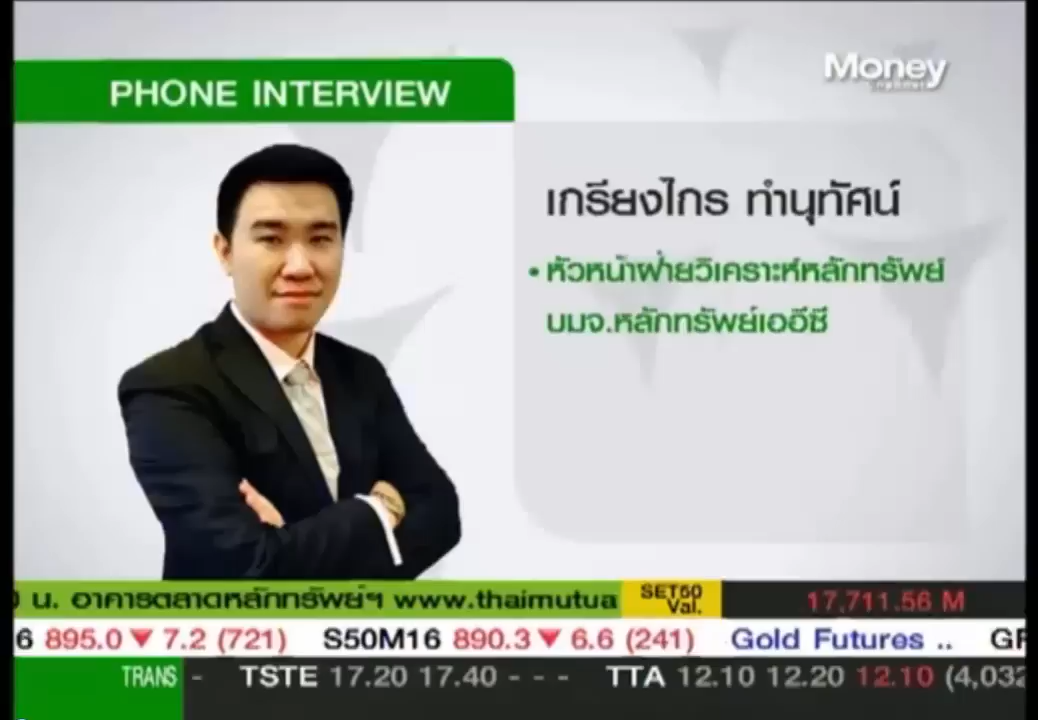 PHONE INTERVIEW
Money
Channel
เกรียงไกร ทำนุทัศน์
• หัวหน้าฝ่ายวิเคราะห์หลักทรัพย์
บมจ.หลักทรัพย์เออีซี
น. อาคารตลาดหลักทรัพย์ฯ www.thaimutua
SET50 Val. 17,711.56 M
6 895.0 ▼ 7.2 (721) S50M16 890.3 ▼ 6.6 (241) Gold Futures .. GF
TRANS - TSTE 17.20 17.40 - - - TTA 12.10 12.20 12.10 (4,032